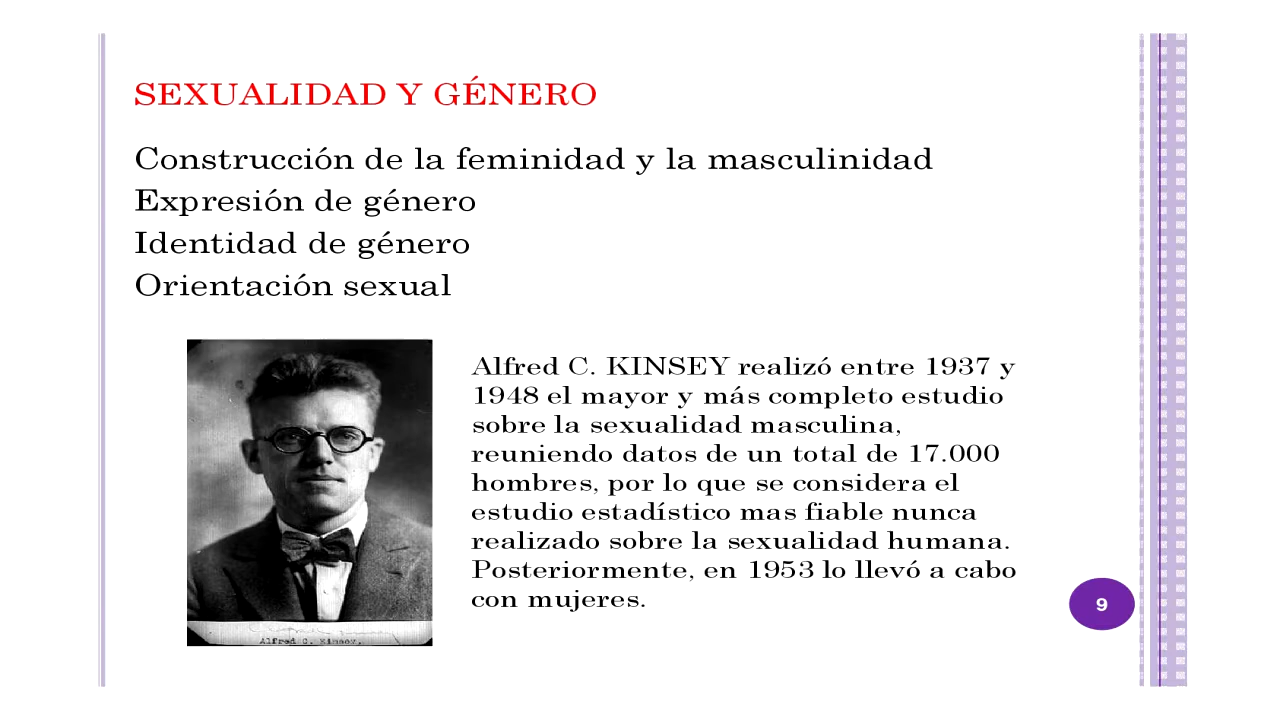 SEXUALIDAD Y GÉNERO
Construcción de la feminidad y la masculinidad
Expresión de género
Identidad de género
Orientación sexual
Alfred C. KINSEY realizó entre 1937 y
1948 el mayor y más completo estudio
sobre la sexualidad masculina,
reuniendo datos de un total de 17.000
hombres, por lo que se considera el
estudio estadístico mas fiable nunca
realizado sobre la sexualidad humana.
Posteriormente, en 1953 lo llevó a cabo
con mujeres.
Alfred C. Kinsey.
9